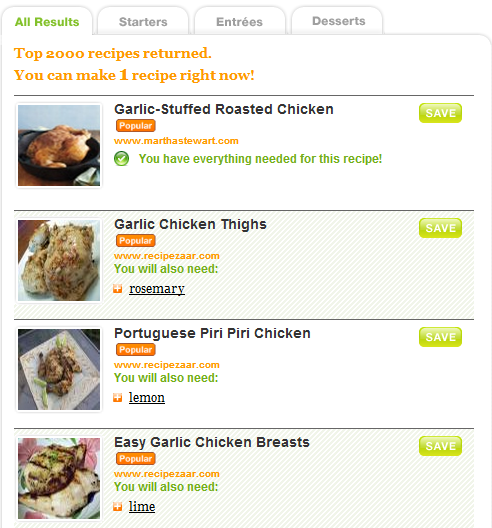 All Results
Starters
Entrées
Desserts
Top 2000 recipes returned.
You can make 1 recipe right now!
Garlic-Stuffed Roasted Chicken
SAVE
Popular
www.marthastewart.com
You have everything needed for this recipe!
Garlic Chicken Thighs
SAVE
Popular
www.recipezaar.com
You will also need:
rosemary
Portuguese Piri Piri Chicken
SAVE
Popular
www.recipezaar.com
You will also need:
lemon
Easy Garlic Chicken Breasts
SAVE
Popular
www.recipezaar.com
You will also need:
lime